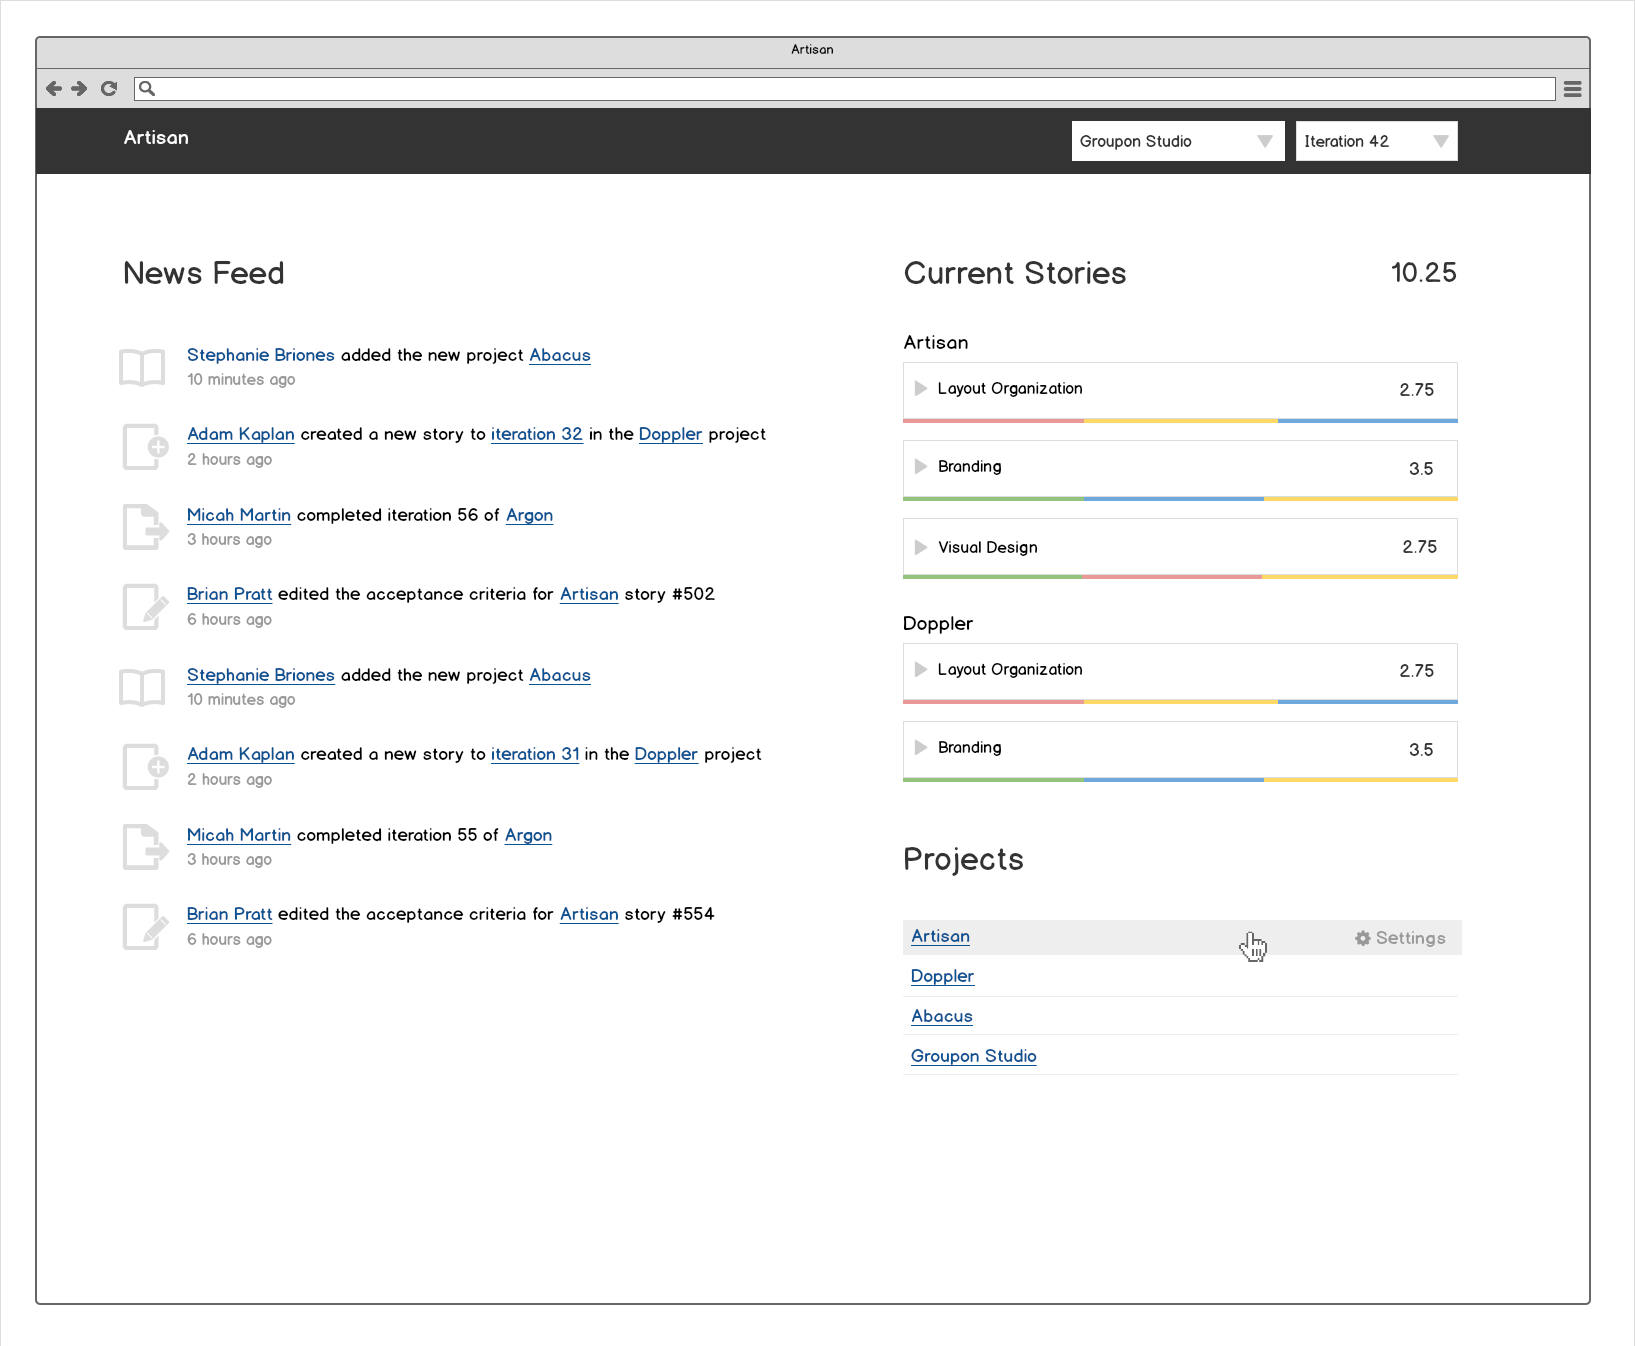 Artisan
Artisan
Groupon Studio
Iteration 42
News Feed
Stephanie Briones added the new project Abacus
10 minutes ago
Adam Kaplan created a new story to iteration 32 in the Doppler project
2 hours ago
Micah Martin completed iteration 56 of Argon
3 hours ago
Brian Pratt edited the acceptance criteria for Artisan story #502
6 hours ago
Stephanie Briones added the new project Abacus
10 minutes ago
Adam Kaplan created a new story to iteration 31 in the Doppler project
2 hours ago
Micah Martin completed iteration 55 of Argon
3 hours ago
Brian Pratt edited the acceptance criteria for Artisan story #554
6 hours ago
Current Stories 10.25
Artisan
Layout Organization 2.75
Branding 3.5
Visual Design 2.75
Doppler
Layout Organization 2.75
Branding 3.5
Projects
Artisan Settings
Doppler
Abacus
Groupon Studio